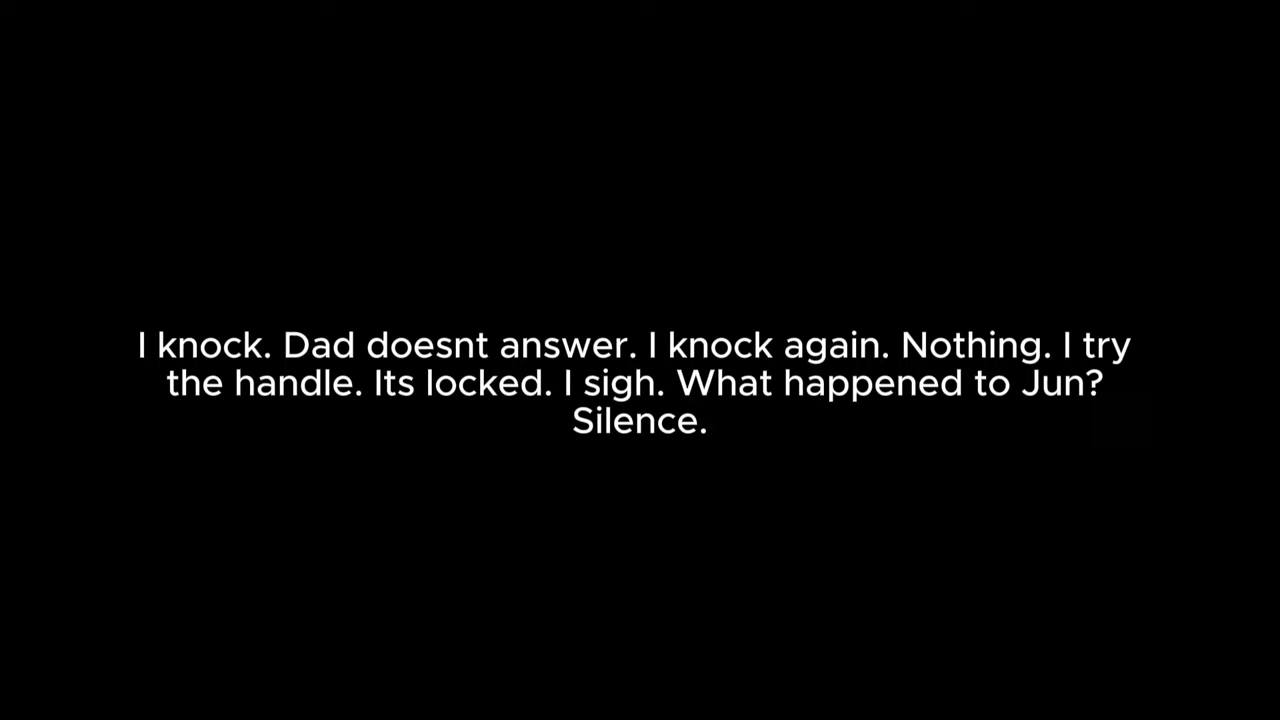 I knock. Dad doesnt answer. I knock again. Nothing. I try
the handle. Its locked. I sigh. What happened to Jun?
Silence.